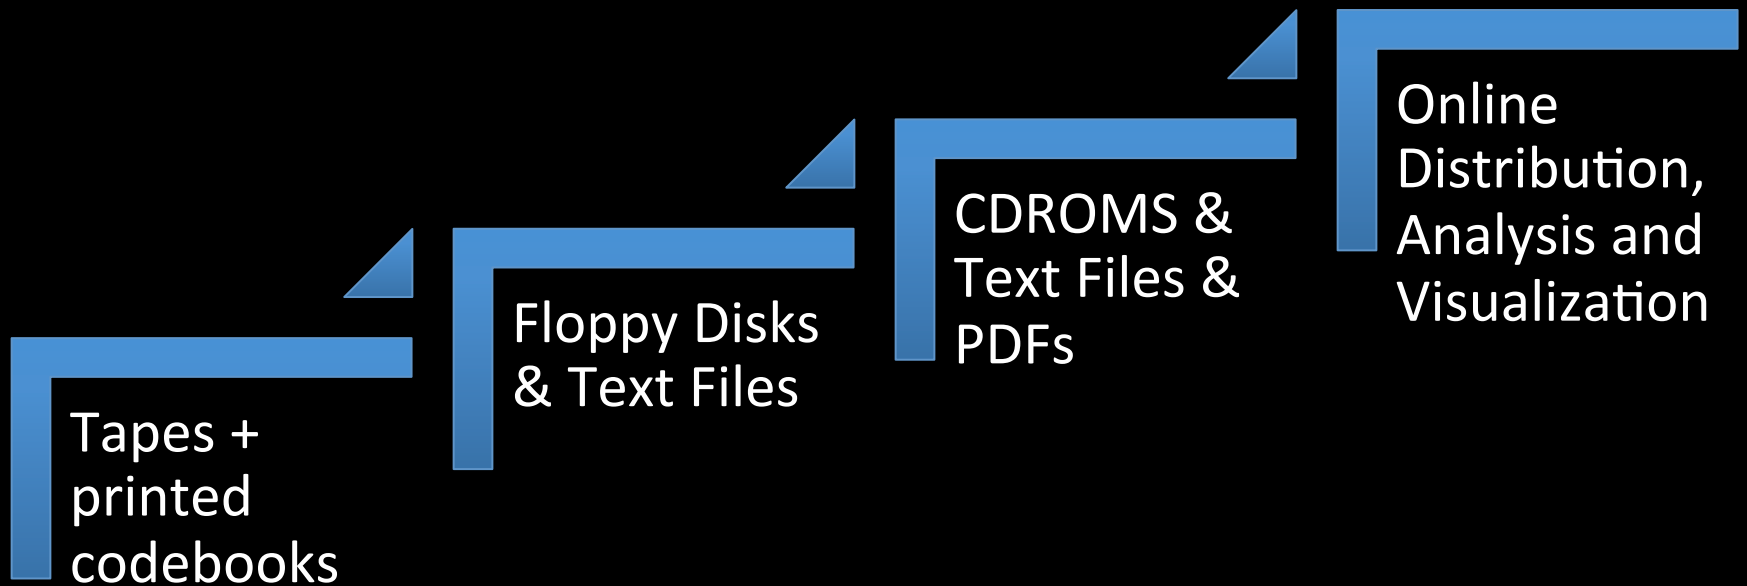 Tapes +
printed
codebooks
Floppy Disks
& Text Files
CDROMS &
Text Files &
PDFs
Online
Distribution,
Analysis and
Visualization